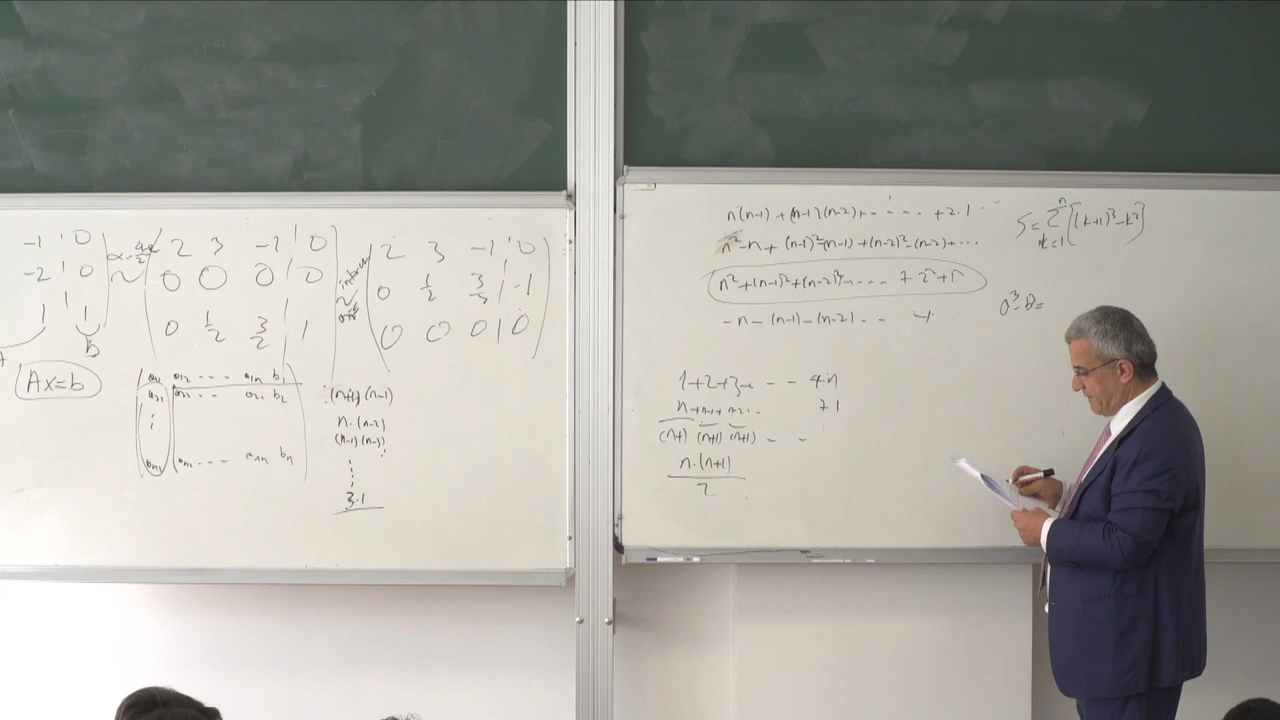 -1 | 0
-2 | 0
1 | 1
b
Ax=b
2 3 -1 | 0
0 0 0 | 0
0 1/2 3/2 | 1
2 3 -1 | 0
0 1/2 3/3 | -1
0 0 0 | 0
a₁₁ a₁₂ ... a₁ₙ b₁
a₂₁ ... a₂ₙ b₂
⋮
aₙ₁ ... aₙₙ bₙ
(n+1)(n-1)
n.(n-2)
(n-1)(n-3)
⋮
3.1
n(n-1) + (n-1)(n-2) + ...... + 2.1
n²-n + (n-1)²-(n-1) + (n-2)²-(n-2) + ...
n² + (n-1)² + (n-2)² + .... + 2² + 1²
-n - (n-1) - (n-2) - ..
1+2+3+ . - - + n
n + n-1 + n-2 . . + 1
(n+1) (n+1) (n+1) - -
n.(n+1)
2
S = Σ k=1 n [(k+1)³ - k³]